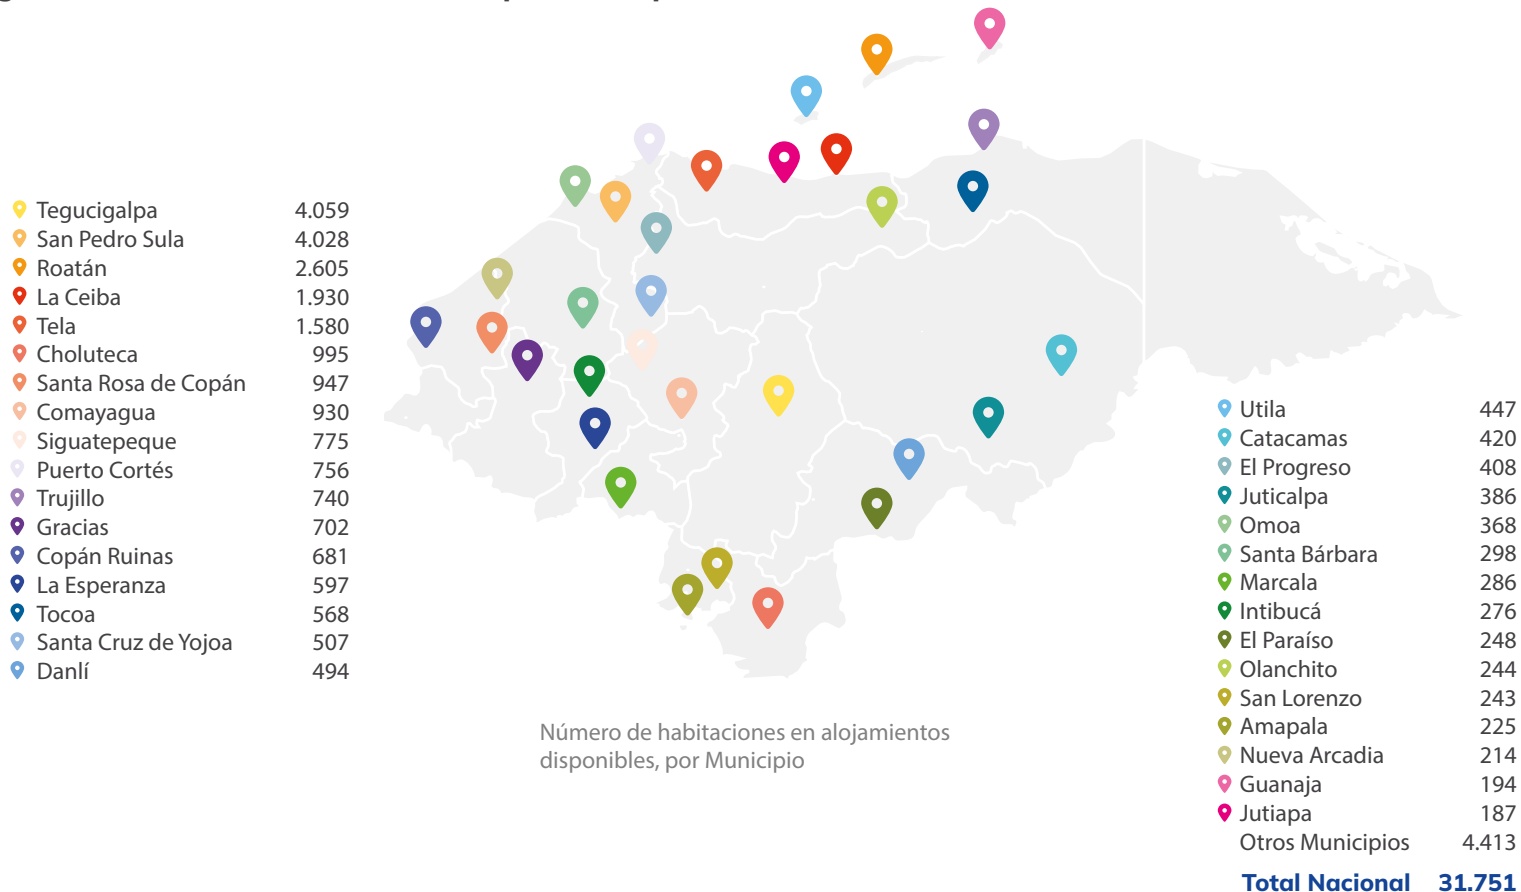 Tegucigalpa 4.059
San Pedro Sula 4.028
Roatán 2.605
La Ceiba 1.930
Tela 1.580
Choluteca 995
Santa Rosa de Copán 947
Comayagua 930
Siguatepeque 775
Puerto Cortés 756
Trujillo 740
Gracias 702
Copán Ruinas 681
La Esperanza 597
Tocoa 568
Santa Cruz de Yojoa 507
Danlí 494
Utila 447
Catacamas 420
El Progreso 408
Juticalpa 386
Omoa 368
Santa Bárbara 298
Marcala 286
Intibucá 276
El Paraíso 248
Olanchito 244
San Lorenzo 243
Amapala 225
Nueva Arcadia 214
Guanaja 194
Jutiapa 187
Otros Municipios 4.413
Total Nacional 31.751
Número de habitaciones en alojamientos
disponibles, por Municipio